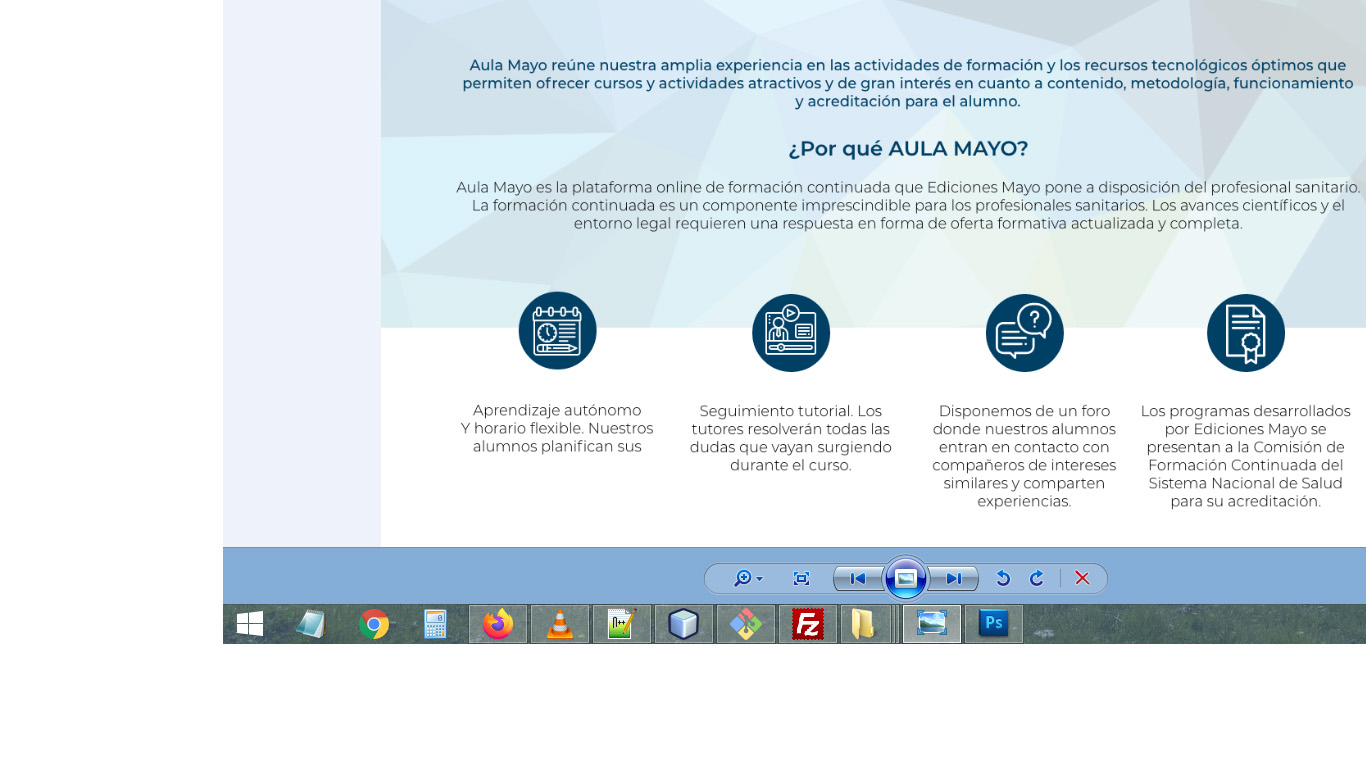 Aula Mayo reúne nuestra amplia experiencia en las actividades de formación y los recursos tecnológicos óptimos que
permiten ofrecer cursos y actividades atractivos y de gran interés en cuanto a contenido, metodología, funcionamiento
y acreditación para el alumno.
¿Por qué AULA MAYO?
Aula Mayo es la plataforma online de formación continuada que Ediciones Mayo pone a disposición del profesional sanitario.
La formación continuada es un componente imprescindible para los profesionales sanitarios. Los avances científicos y el
entorno legal requieren una respuesta en forma de oferta formativa actualizada y completa.
?
Aprendizaje autónomo
Y horario flexible. Nuestros
alumnos planifican sus
Seguimiento tutorial. Los
tutores resolverán todas las
dudas que vayan surgiendo
durante el curso.
Disponemos de un foro
donde nuestros alumnos
entran en contacto con
compañeros de intereses
similares y comparten
experiencias.
Los programas desarrollados
por Ediciones Mayo se
presentan a la Comisión de
Formación Continuada del
Sistema Nacional de Salud
para su acreditación.
Fz
Ps